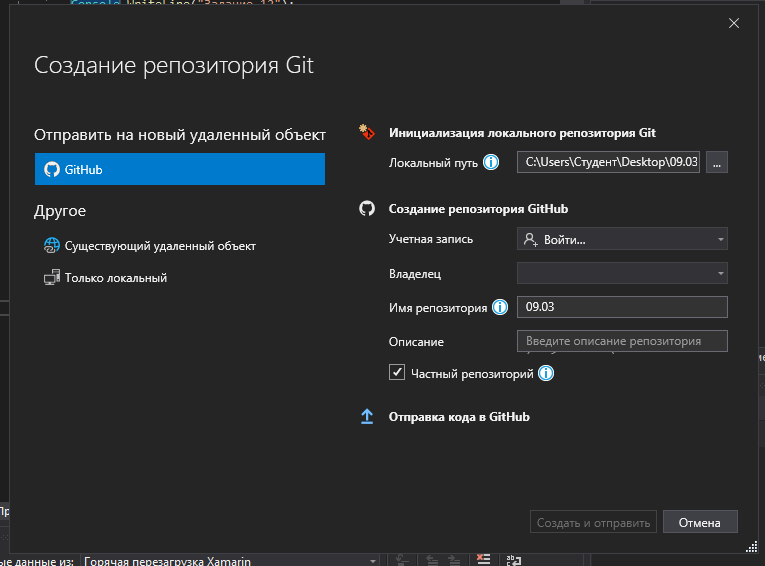 Console.WriteLine("Задание 12");
Создание репозитория Git
Отправить на новый удаленный объект
GitHub
Другое
Существующий удаленный объект
Только локальный
Инициализация локального репозитория Git
Локальный путь
C:\Users\Студент\Desktop\09.03
...
Создание репозитория GitHub
Учетная запись
Войти...
Владелец
Имя репозитория
09.03
Описание
Введите описание репозитория
Частный репозиторий
Отправка кода в GitHub
Создать и отправить
Отмена
ые данные из:
Горячая перезагрузка Xamarin